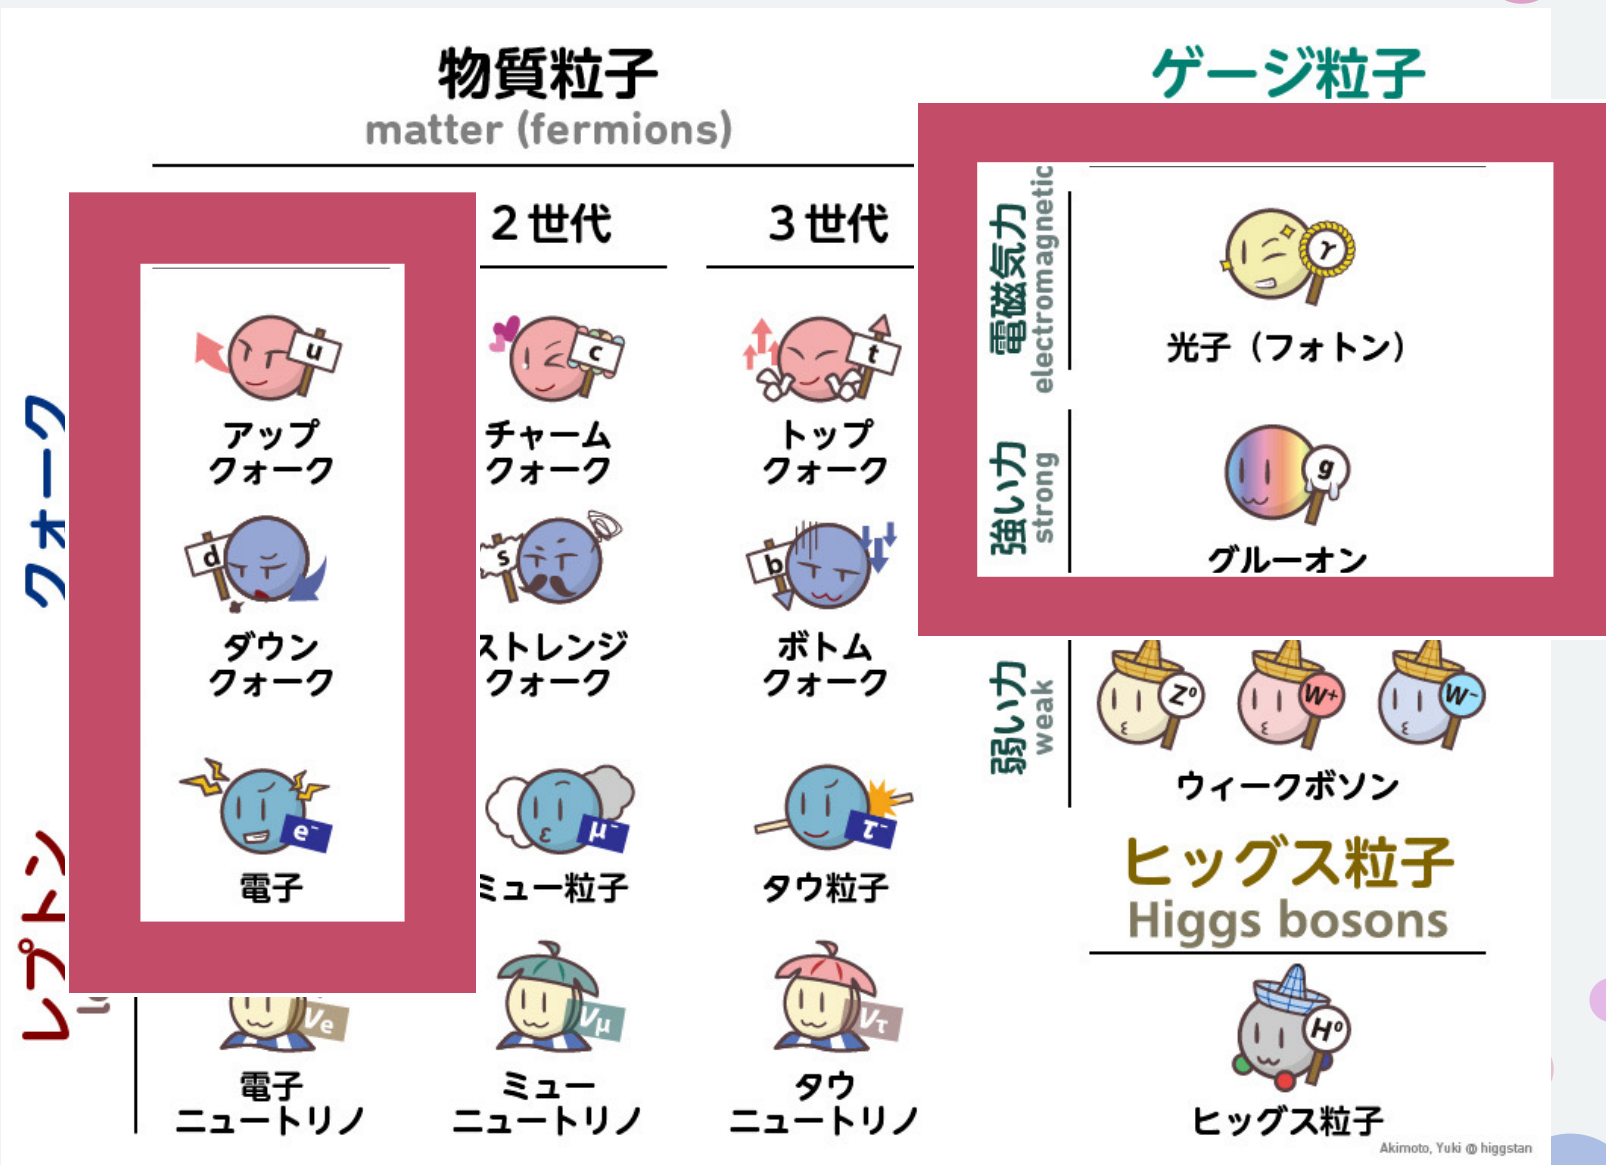 物質粒子
matter (fermions)
2世代
3世代
クォーク
u
アップ
クォーク
c
チャーム
クォーク
t
トップ
クォーク
d
ダウン
クォーク
s
ストレンジ
クォーク
b
ボトム
クォーク
レプトン
e-
電子
μ-
ミュー粒子
τ-
タウ粒子
νe
電子
ニュートリノ
νμ
ミュー
ニュートリノ
ντ
タウ
ニュートリノ
ゲージ粒子
電磁気力
electromagnetic
γ
光子（フォトン）
強い力
strong
g
グルーオン
弱い力
weak
Z0
W+
W-
ウィークボソン
ヒッグス粒子
Higgs bosons
H0
ヒッグス粒子
Akimoto, Yuki @ higgstan